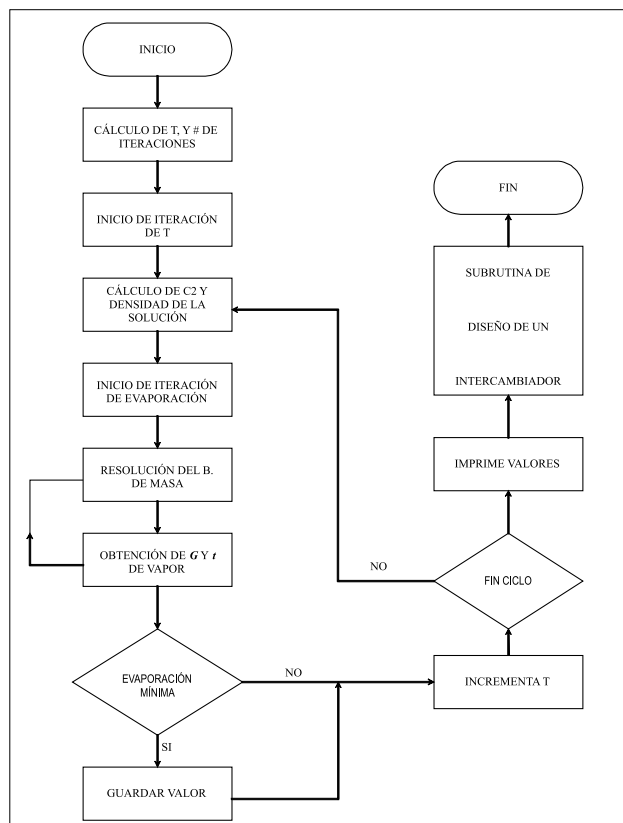 INICIO
CÁLCULO DE T, Y # DE
ITERACIONES
INICIO DE ITERACIÓN
DE T
CÁLCULO DE C2 Y
DENSIDAD DE LA
SOLUCIÓN
INICIO DE ITERACIÓN
DE EVAPORACIÓN
RESOLUCIÓN DEL B.
DE MASA
OBTENCIÓN DE G Y t
DE VAPOR
EVAPORACIÓN
MÍNIMA
NO
SI
GUARDAR VALOR
INCREMENTA T
FIN CICLO
NO
IMPRIME VALORES
SUBRUTINA DE
DISEÑO DE UN
INTERCAMBIADOR
FIN